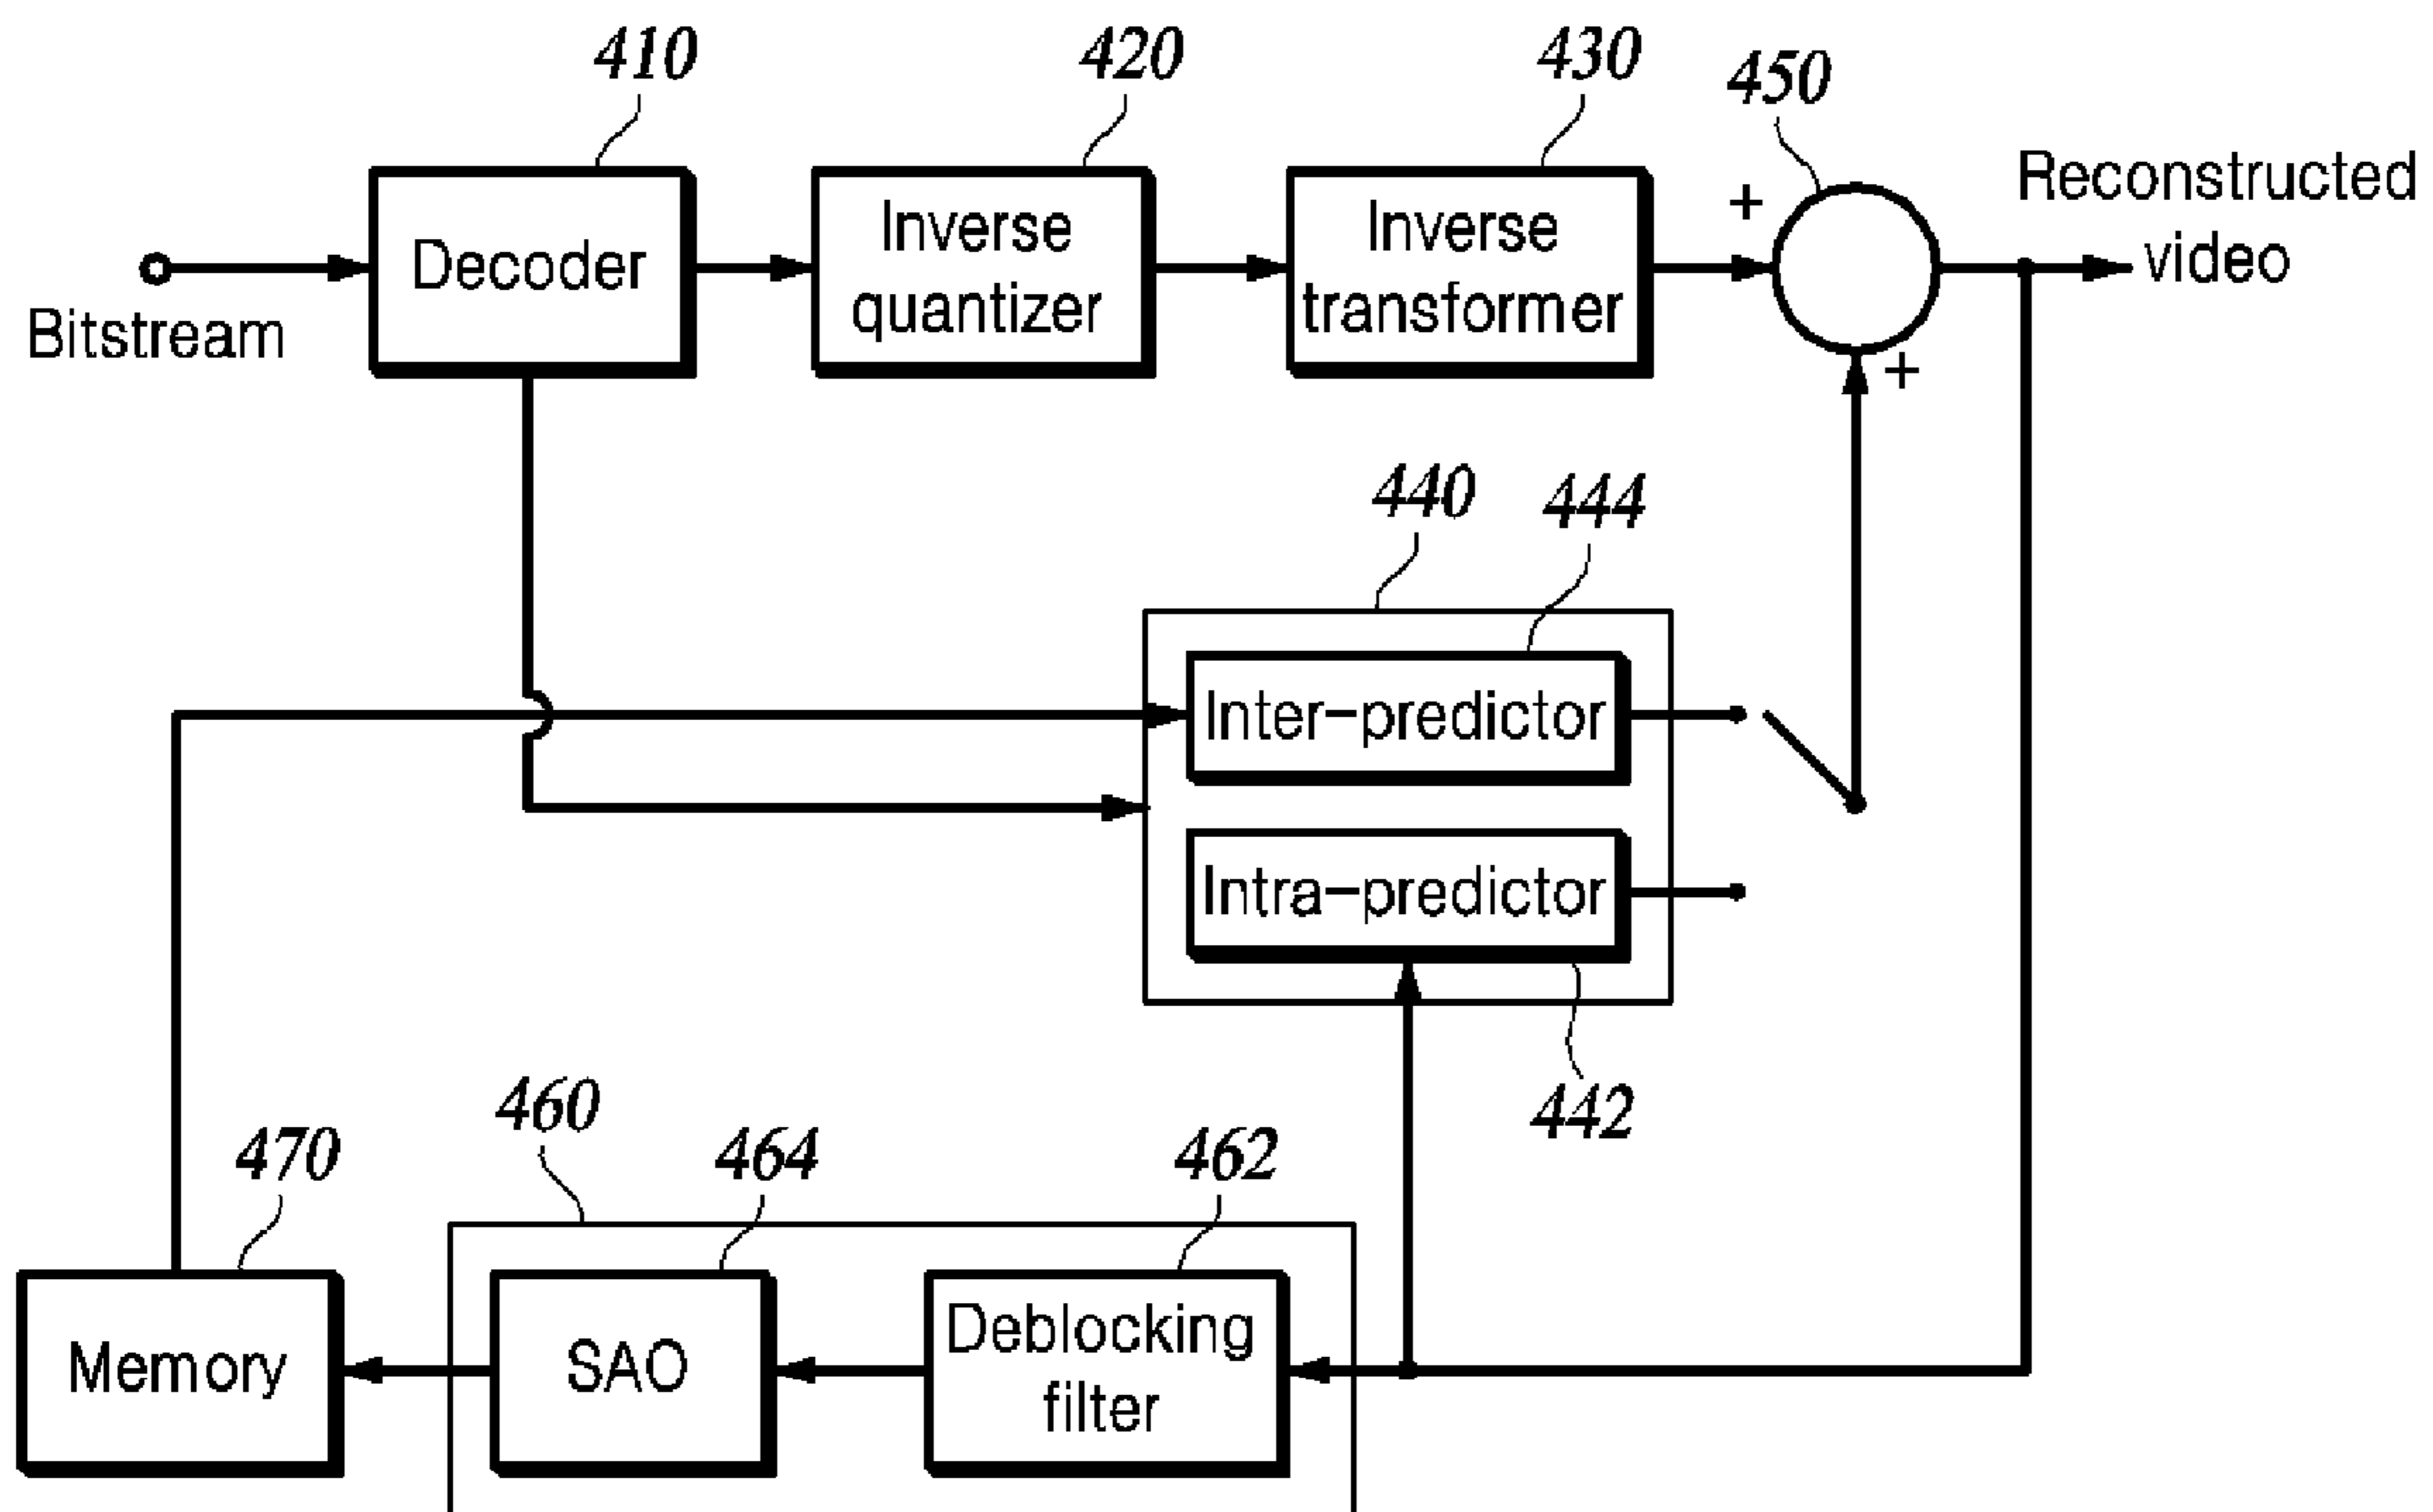 410
420
430
450
Bitstream
Decoder
Inverse
quantizer
Inverse
transformer
+
+
Reconstructed
video
440
444
Inter-predictor
Intra-predictor
442
460
470
464
462
Memory
SAO
Deblocking
filter